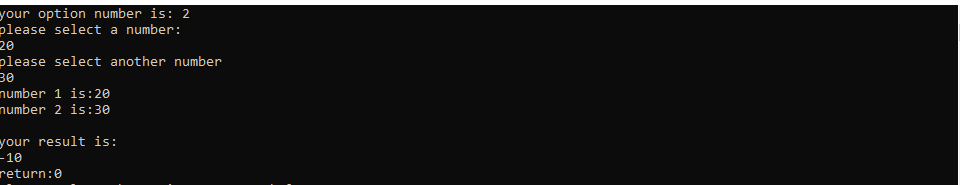 your option number is: 2
please select a number:
20
please select another number
30
number 1 is:20
number 2 is:30
your result is:
-10
return:0